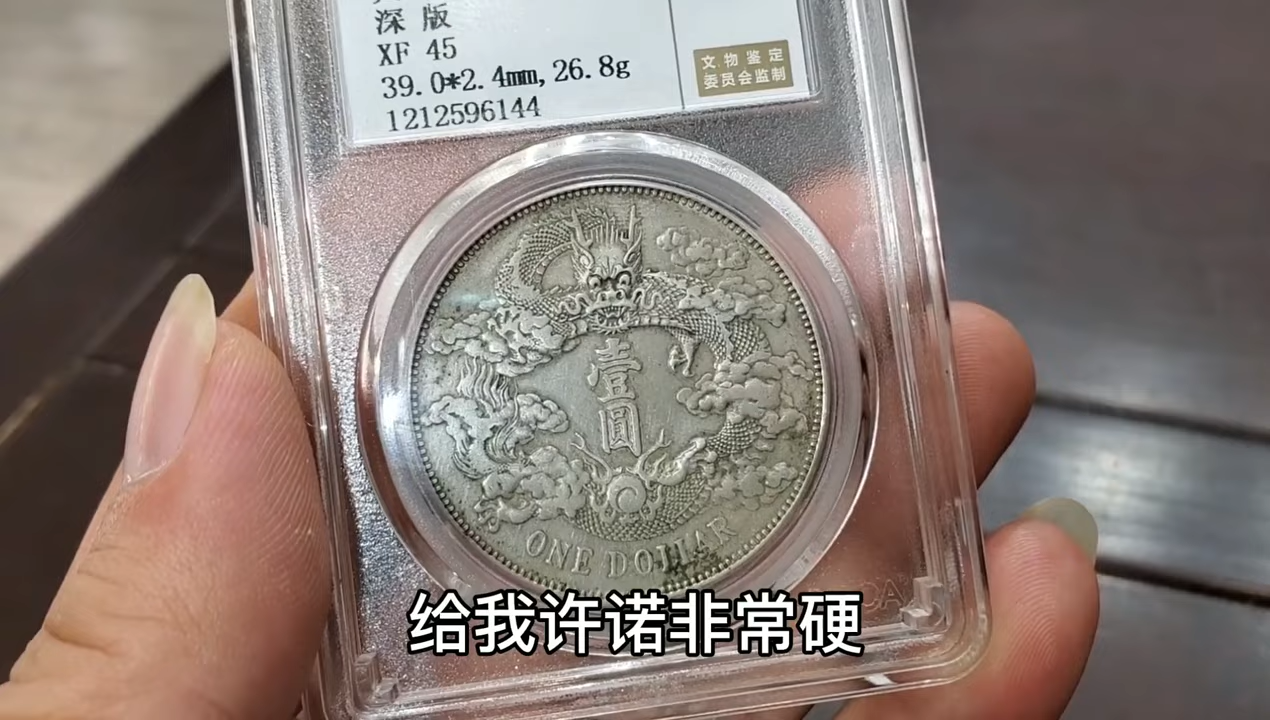 深 版
XF 45
39.0*2.4mm,26.8g
1212596144
文物鉴定
委员会监制
壹
圆
ONE DOLLAR
给我许诺非常硬